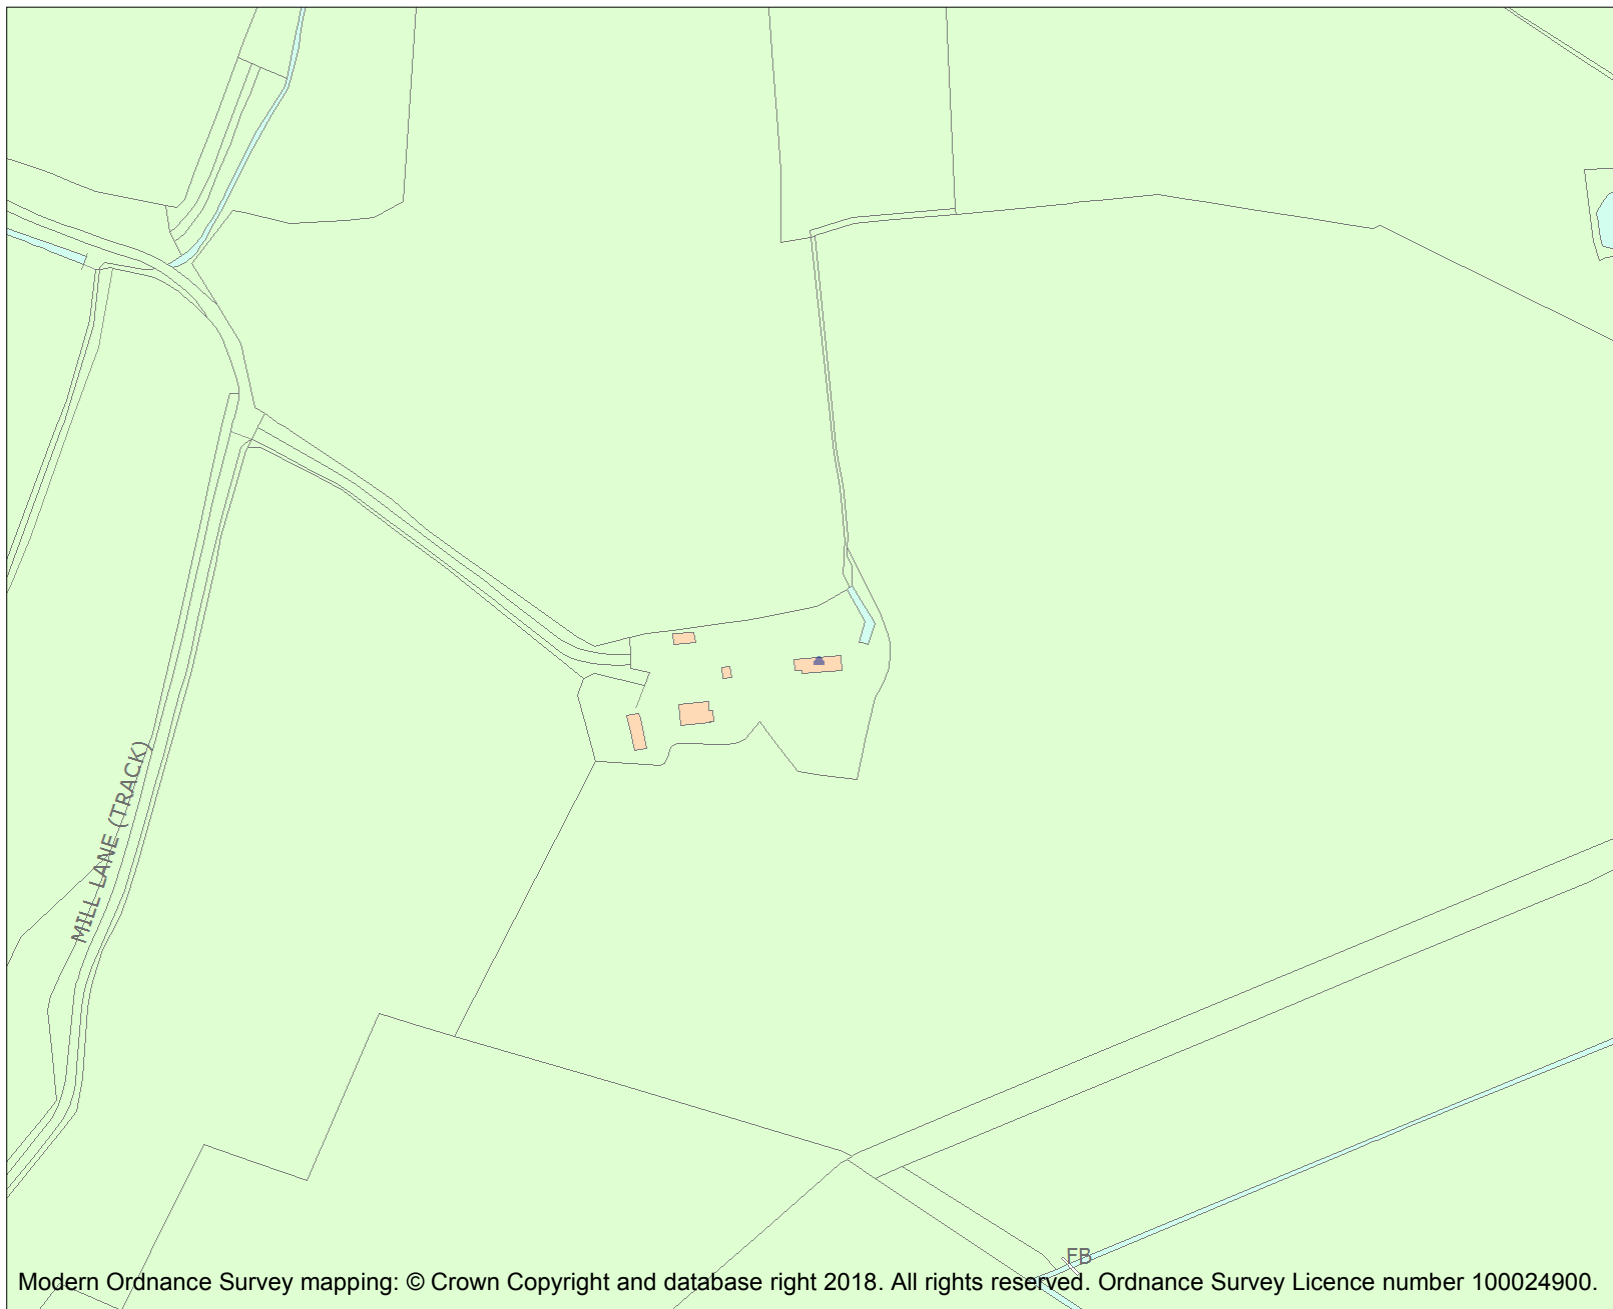 MILL LANE (TRACK)
FB
Modern Ordnance Survey mapping: © Crown Copyright and database right 2018. All rights reserved. Ordnance Survey Licence number 100024900.